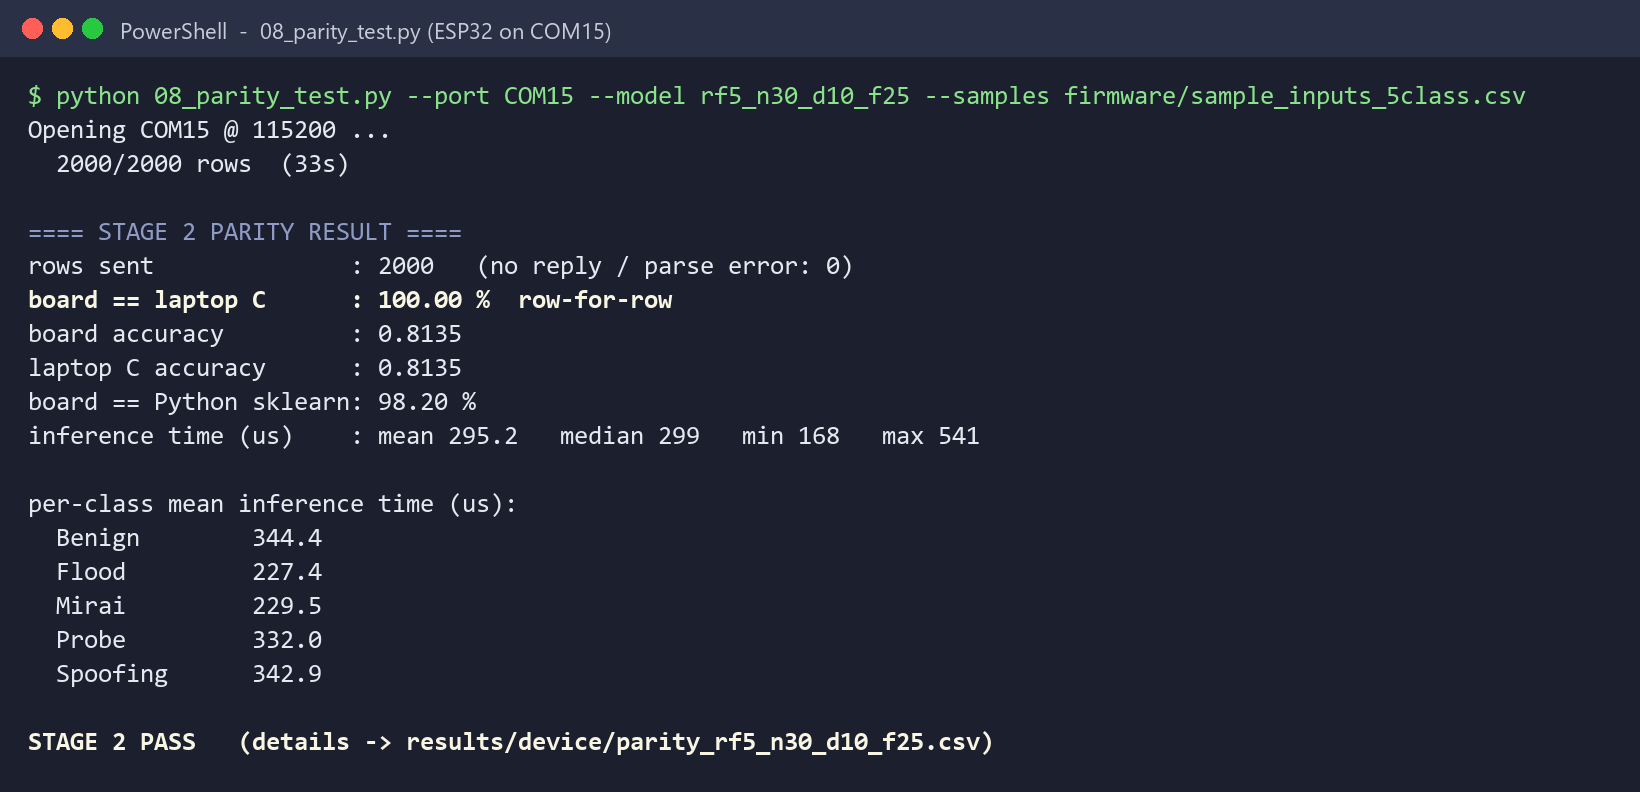 PowerShell - 08_parity_test.py (ESP32 on COM15)
$ python 08_parity_test.py --port COM15 --model rf5_n30_d10_f25 --samples firmware/sample_inputs_5class.csv
Opening COM15 @ 115200 ...
  2000/2000 rows  (33s)

==== STAGE 2 PARITY RESULT ====
rows sent              : 2000   (no reply / parse error: 0)
board == laptop C      : 100.00 %  row-for-row
board accuracy         : 0.8135
laptop C accuracy      : 0.8135
board == Python sklearn: 98.20 %
inference time (us)    : mean 295.2   median 299   min 168   max 541

per-class mean inference time (us):
  Benign        344.4
  Flood         227.4
  Mirai         229.5
  Probe         332.0
  Spoofing      342.9

STAGE 2 PASS   (details -> results/device/parity_rf5_n30_d10_f25.csv)